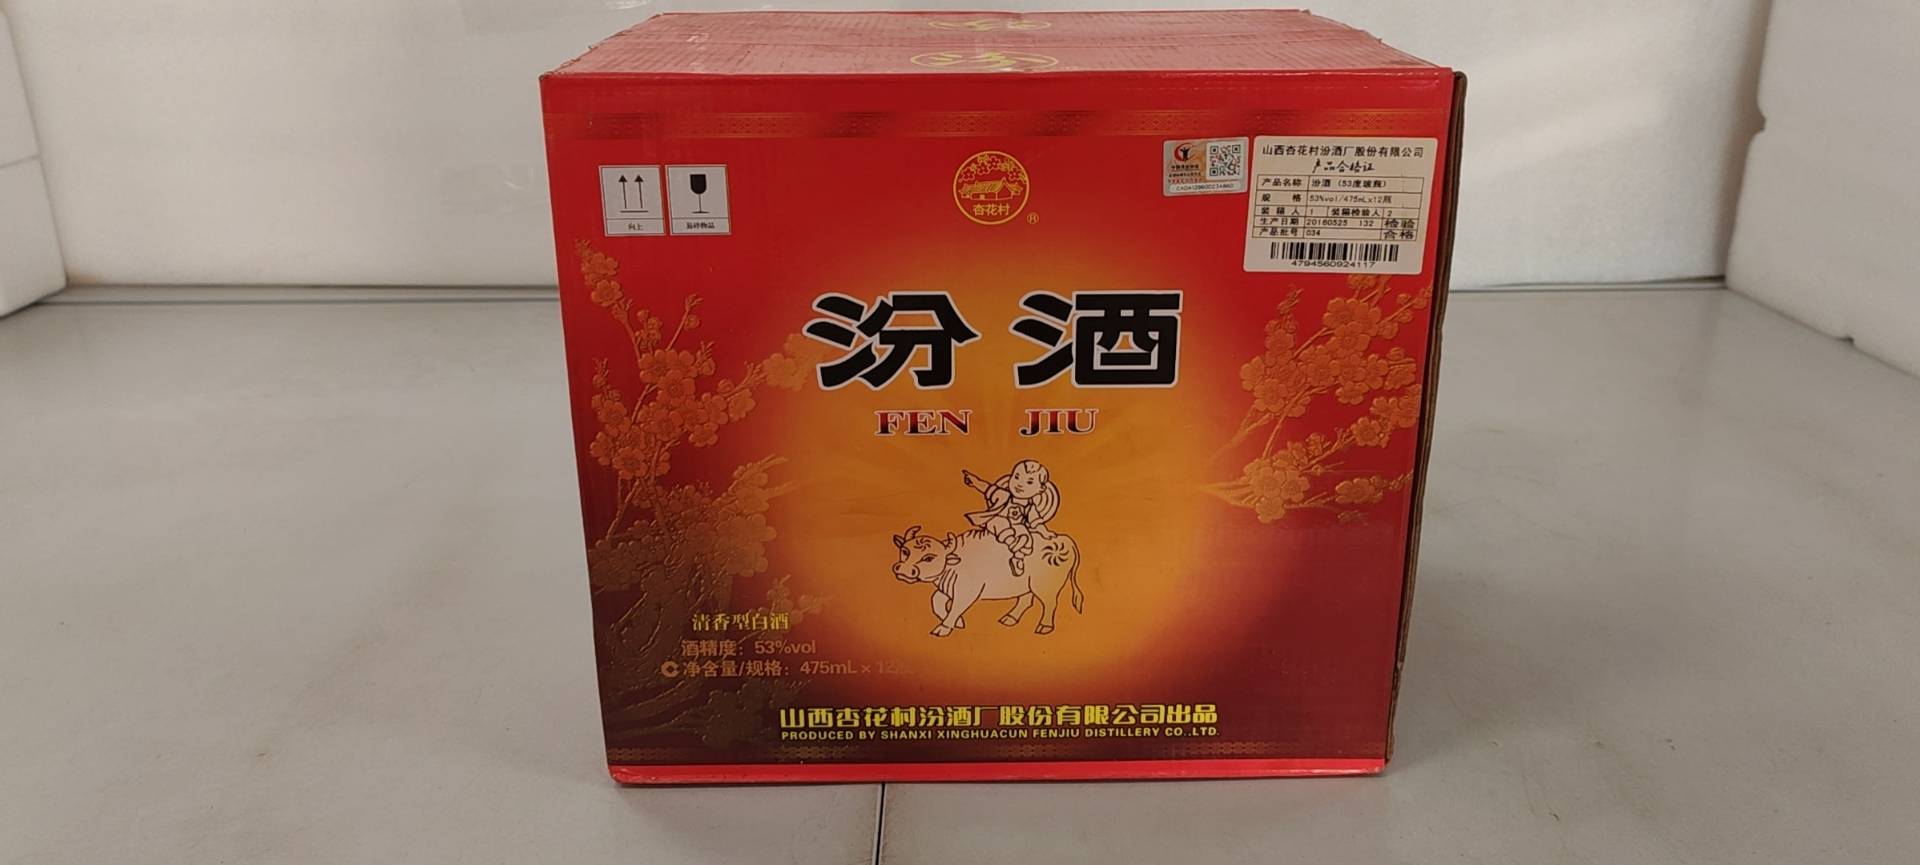 汾
汾
杏花村
®
向上
易碎物品
山西杏花村汾酒厂股份有限公司
产品合格证
产品名称 汾酒（53度玻瓶）
规格 53%vol/475mL×12瓶
装箱人 1 装箱检验人 2
生产日期 20160525 132 检验
产品批号 034 合格
4794560924117
汾酒
FEN JIU
清香型白酒
酒精度：53%vol
净含量/规格：475mL×12瓶
山西杏花村汾酒厂股份有限公司出品
PRODUCED BY SHANXI XINGHUACUN FENJIU DISTILLERY CO.,LTD.